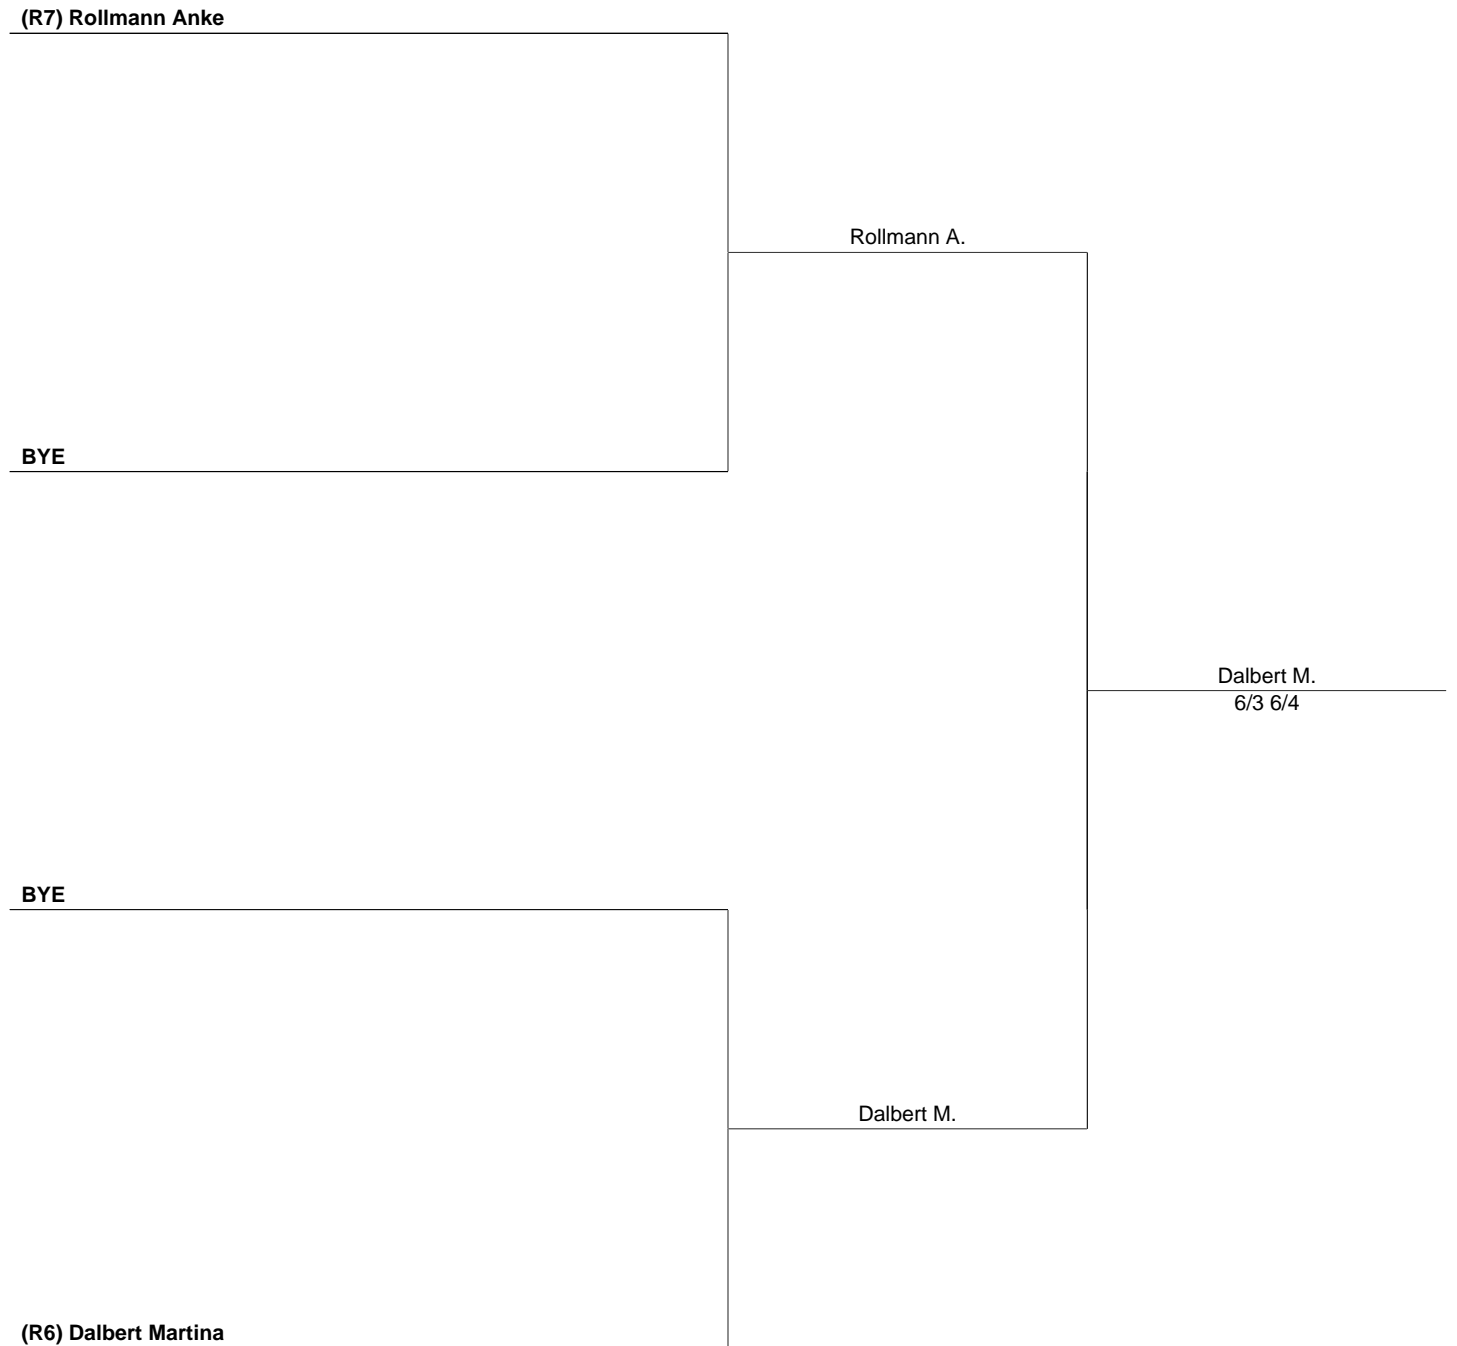 (R7) Rollmann Anke
Rollmann A.
BYE
Dalbert M.
6/3 6/4
BYE
Dalbert M.
(R6) Dalbert Martina